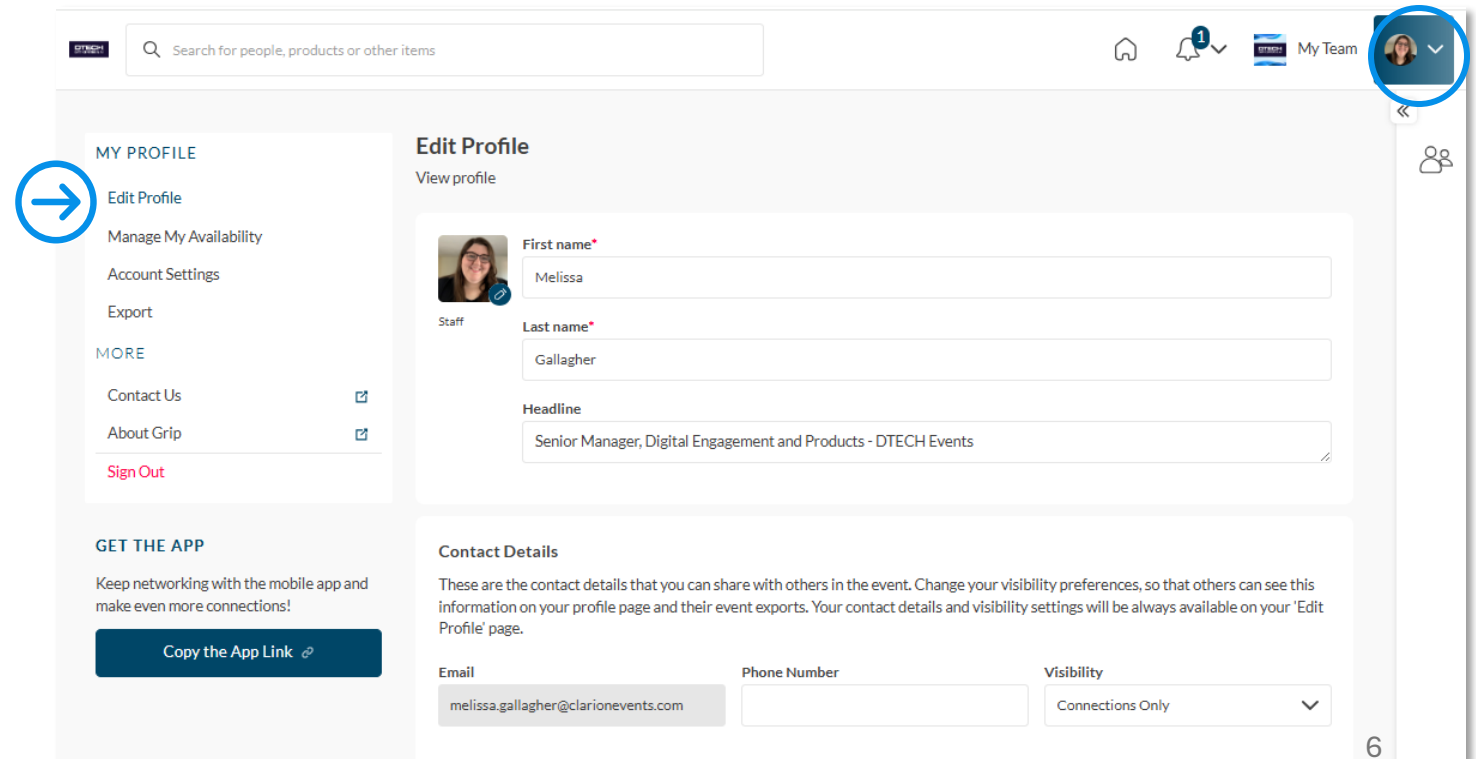 DTECH
Search for people, products or other items
1
DTECH
My Team
MY PROFILE
Edit Profile
Manage My Availability
Account Settings
Export
MORE
Contact Us
About Grip
Sign Out
GET THE APP
Keep networking with the mobile app and
make even more connections!
Copy the App Link
Edit Profile
View profile
Staff
First name*
Melissa
Last name*
Gallagher
Headline
Senior Manager, Digital Engagement and Products - DTECH Events
Contact Details
These are the contact details that you can share with others in the event. Change your visibility preferences, so that others can see this
information on your profile page and their event exports. Your contact details and visibility settings will be always available on your 'Edit
Profile' page.
Email
Phone Number
Visibility
melissa.gallagher@clarionevents.com
Connections Only
6